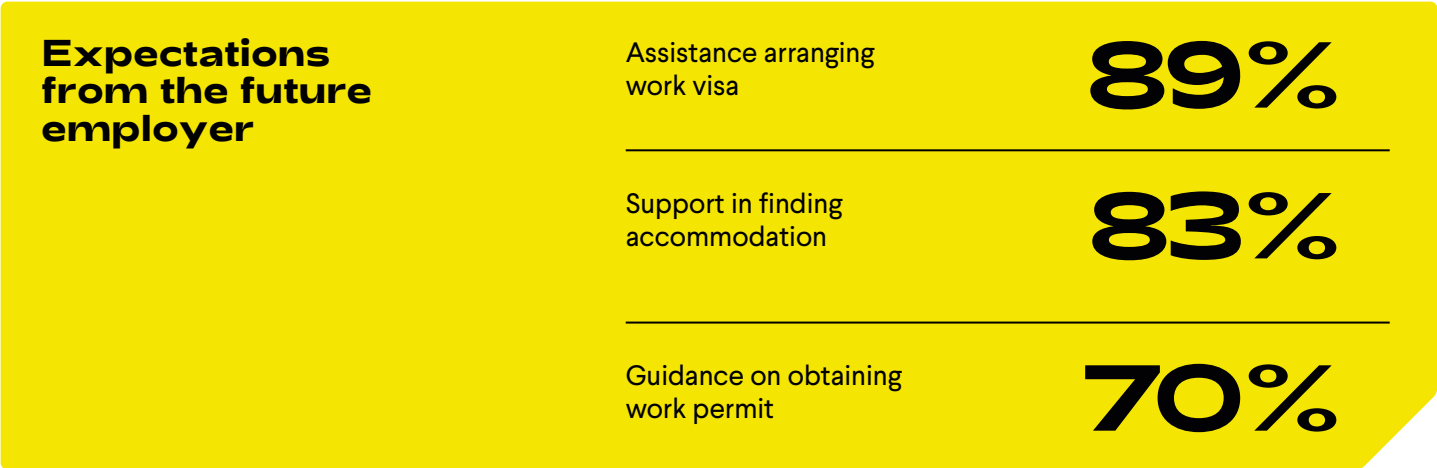 Expectations
from the future
employer
Assistance arranging
work visa
89%
Support in finding
accommodation
83%
Guidance on obtaining
work permit
70%